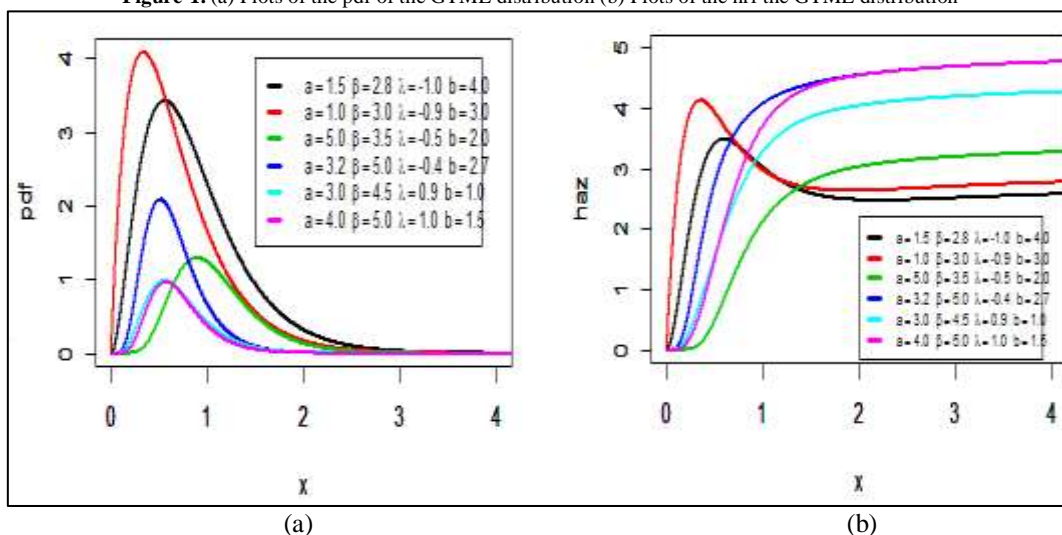 Figure 1. (a) Plots of the pdf of the GTME distribution (b) Plots of the hrf the GTME distribution
pdf
4
3
2
1
0
a=1.5 β=2.8 λ=-1.0 b=4.0
a=1.0 β=3.0 λ=-0.9 b=3.0
a=5.0 β=3.5 λ=-0.5 b=2.0
a=3.2 β=5.0 λ=-0.4 b=2.7
a=3.0 β=4.5 λ=0.9 b=1.0
a=4.0 β=5.0 λ=1.0 b=1.5
0 1 2 3 4
x
(a)
haz
5
4
3
2
1
0
a=1.5 β=2.8 λ=-1.0 b=4.0
a=1.0 β=3.0 λ=-0.9 b=3.0
a=5.0 β=3.5 λ=-0.5 b=2.0
a=3.2 β=5.0 λ=-0.4 b=2.7
a=3.0 β=4.5 λ=0.9 b=1.0
a=4.0 β=5.0 λ=1.0 b=1.5
0 1 2 3 4
x
(b)